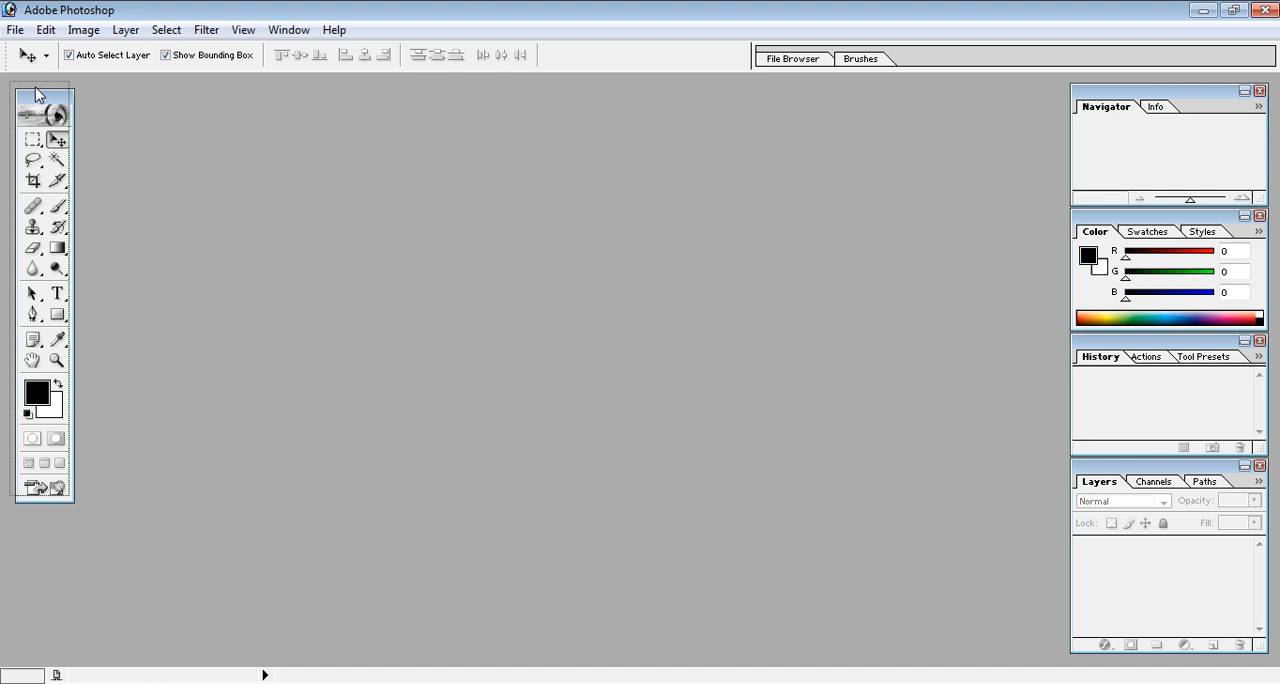 Adobe Photoshop
File Edit Image Layer Select Filter View Window Help
Auto Select Layer Show Bounding Box File Browser Brushes
Navigator Info
Color Swatches Styles
R 0
G 0
B 0
T
History Actions Tool Presets
Layers Channels Paths
Normal Opacity:
Lock: Fill: